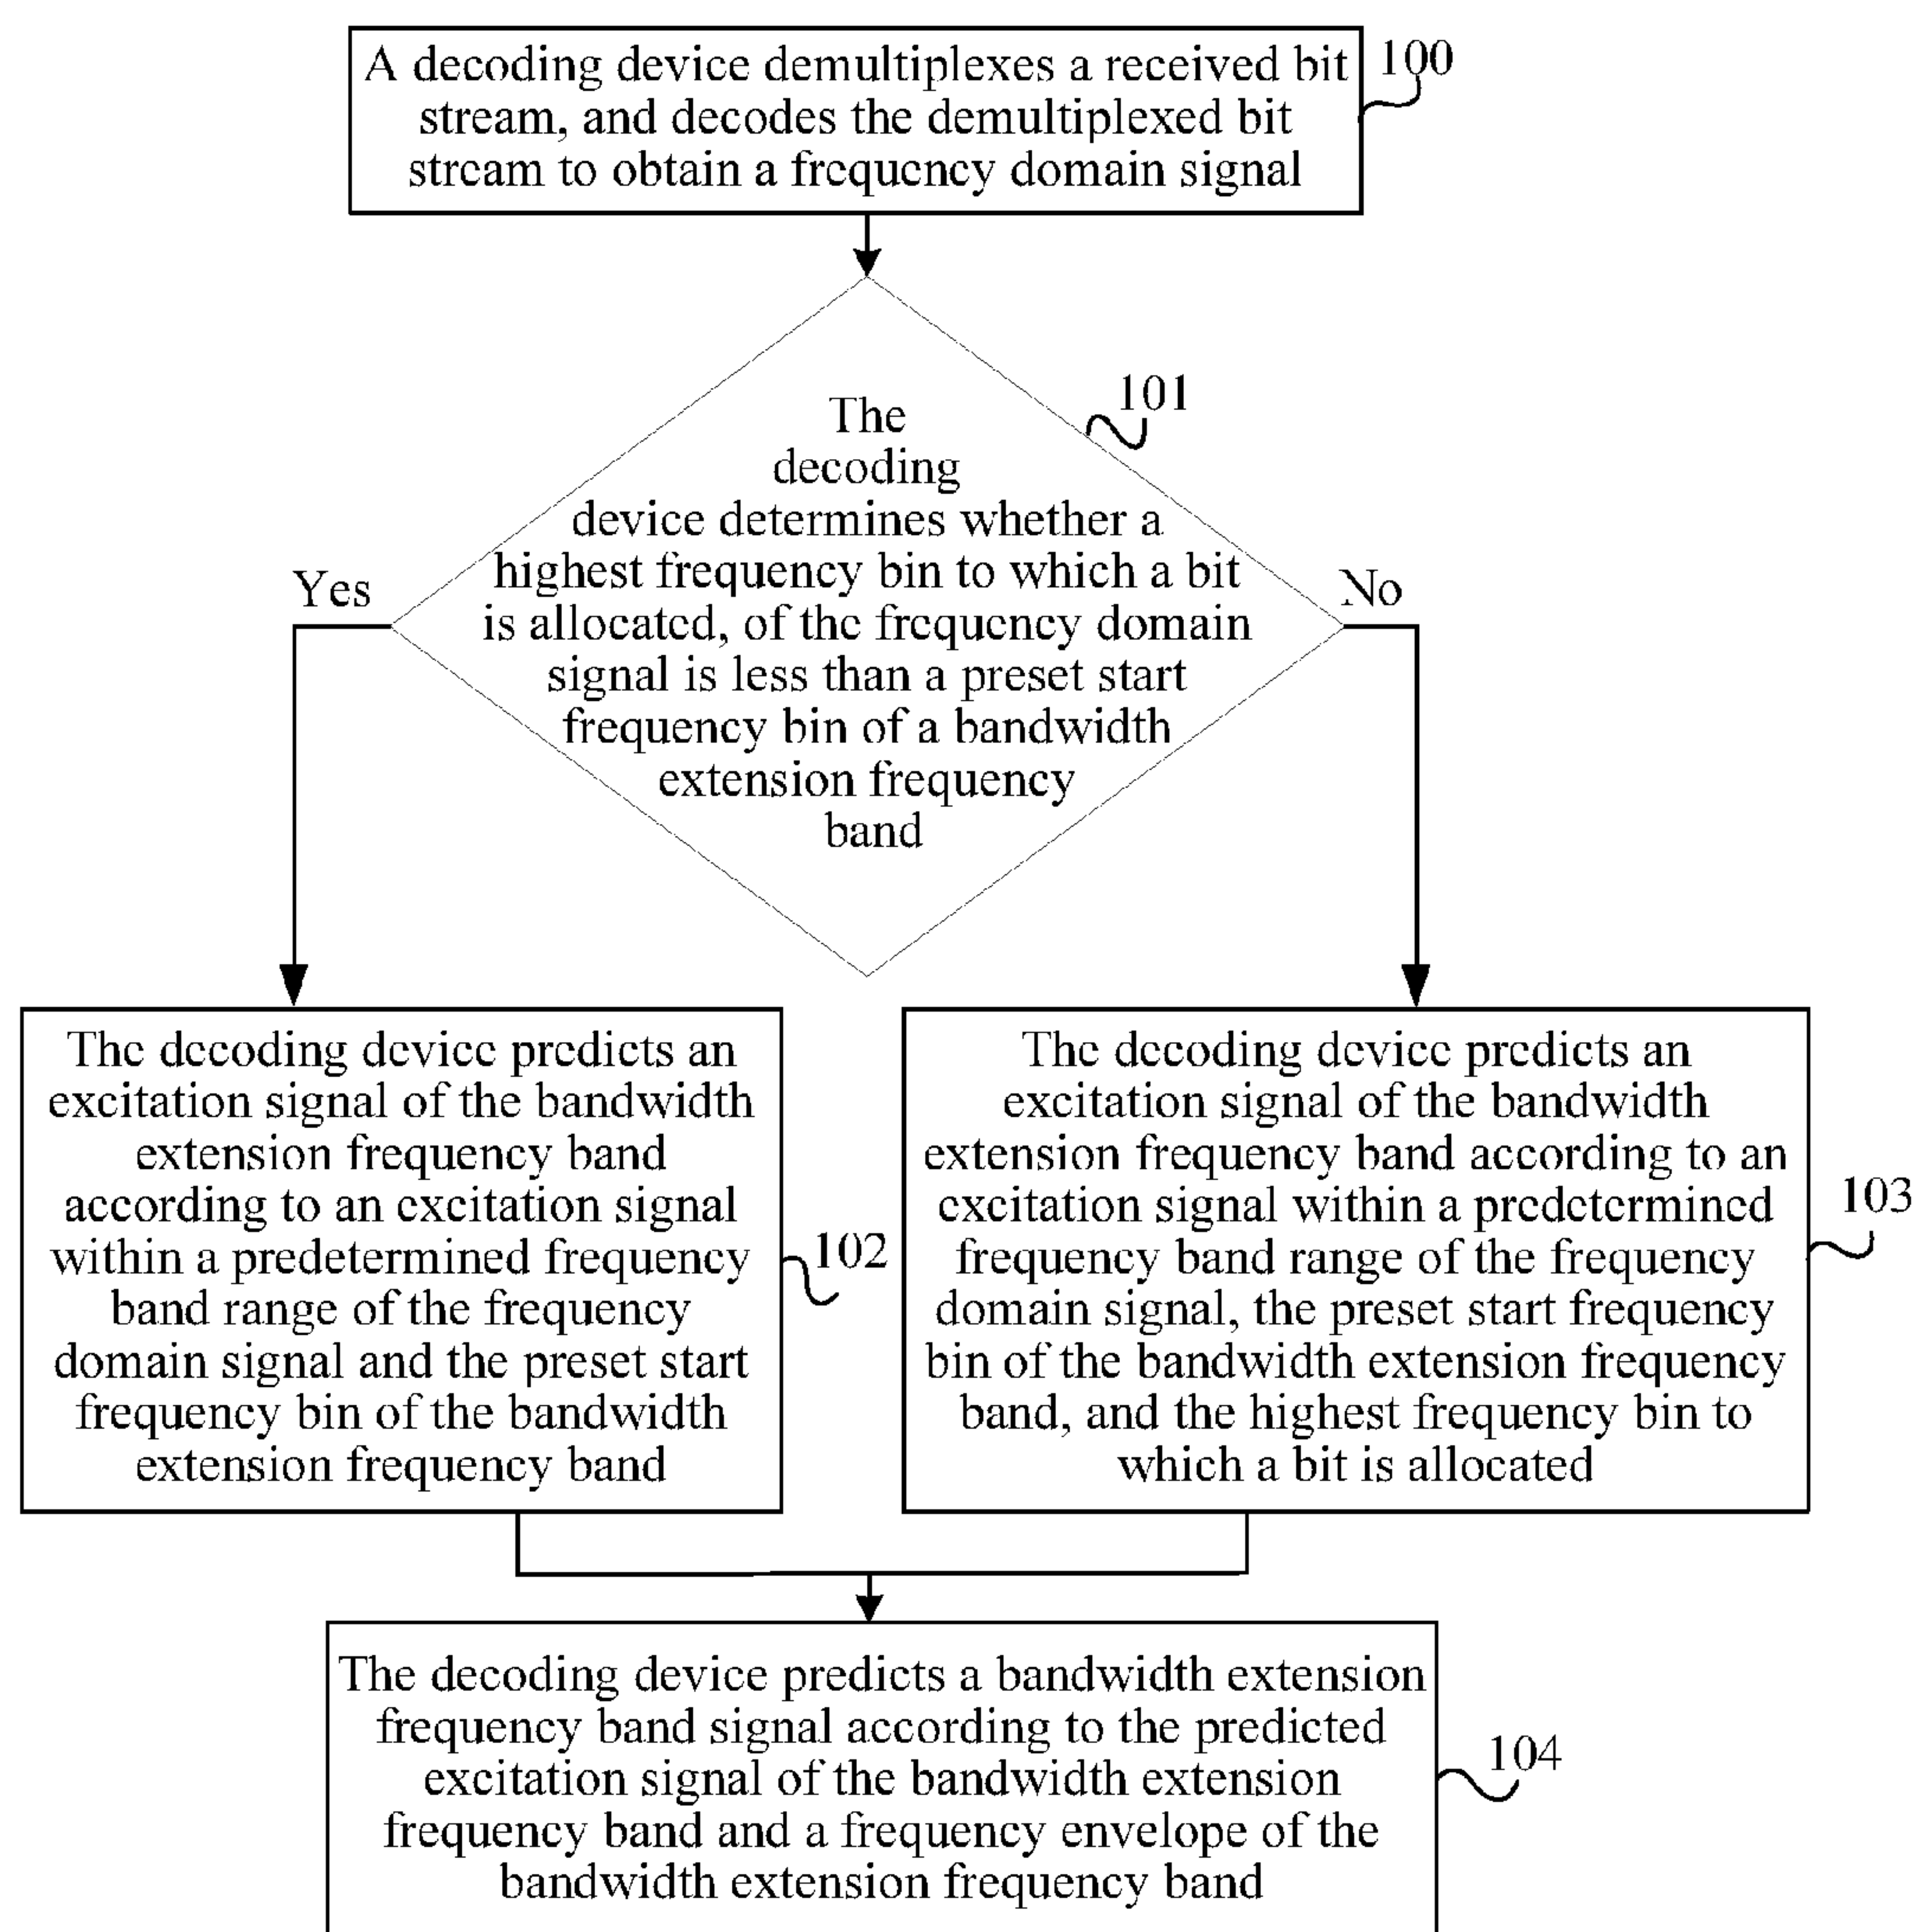 A decoding device demultiplexes a received bit
stream, and decodes the demultiplexed bit
stream to obtain a frequency domain signal
100
The
decoding
device determines whether a
highest frequency bin to which a bit
is allocated, of the frequency domain
signal is less than a preset start
frequency bin of a bandwidth
extension frequency
band
101
Yes
No
The decoding device predicts an
excitation signal of the bandwidth
extension frequency band
according to an excitation signal
within a predetermined frequency
band range of the frequency
domain signal and the preset start
frequency bin of the bandwidth
extension frequency band
102
The decoding device predicts an
excitation signal of the bandwidth
extension frequency band according to an
excitation signal within a predetermined
frequency band range of the frequency
domain signal, the preset start frequency
bin of the bandwidth extension frequency
band, and the highest frequency bin to
which a bit is allocated
103
The decoding device predicts a bandwidth extension
frequency band signal according to the predicted
excitation signal of the bandwidth extension
frequency band and a frequency envelope of the
bandwidth extension frequency band
104